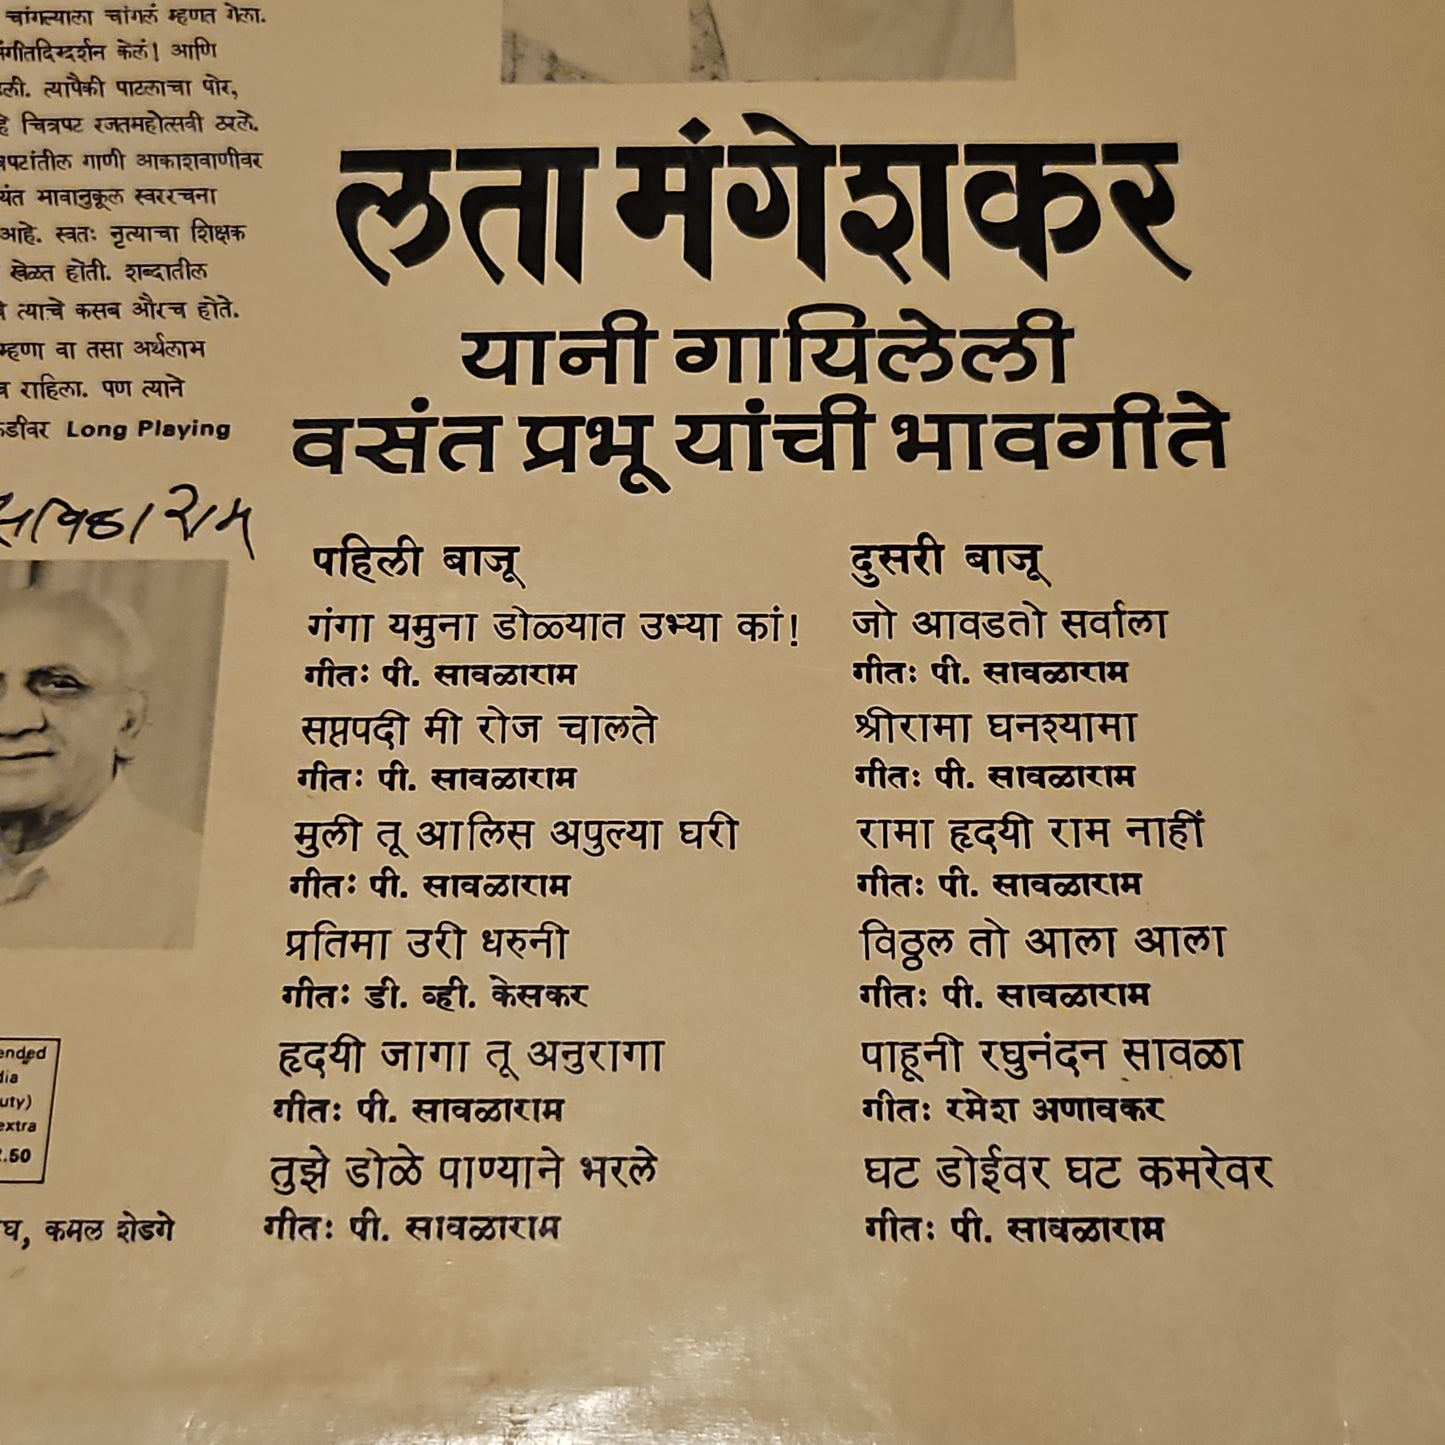 चांगल्याला चांगलं म्हणत गेला.
संगीतदिग्दर्शन केलं! आणि
त्यापैकी पाटलाचा पोर,
हे चित्रपट रजतमहोत्सवी ठरले.
गाणी आकाशवाणीवर
भावानुकूल स्वररचना
आहे. स्वतः नृत्याचा शिक्षक
खेळत होती. शब्दातील
त्याचे कसब औरच होते.
म्हणा वा तसा अर्थलाभ
राहिला. पण त्याने
Long Playing
लता मंगेशकर
यानी गायिलेली
वसंत प्रभू यांची भावगीते
पहिली बाजू
गंगा यमुना डोळ्यात उभ्या कां!
गीतः पी. सावळाराम
सप्तपदी मी रोज चालते
गीतः पी. सावळाराम
मुली तू आलिस अपुल्या घरी
गीतः पी. सावळाराम
प्रतिमा उरी धरुनी
गीतः डी. व्ही. केसकर
हृदयी जागा तू अनुरागा
गीतः पी. सावळाराम
तुझे डोळे पाण्याने भरले
गीतः पी. सावळाराम
दुसरी बाजू
जो आवडतो सर्वाला
गीतः पी. सावळाराम
श्रीरामा घनश्यामा
गीतः पी. सावळाराम
रामा हृदयी राम नाहीं
गीतः पी. सावळाराम
विठ्ठल तो आला आला
गीतः पी. सावळाराम
पाहूनी रघुनंदन सावळा
गीतः रमेश अणावकर
घट डोईवर घट कमरेवर
गीतः पी. सावळाराम
extra
.50
कमल शेडगे